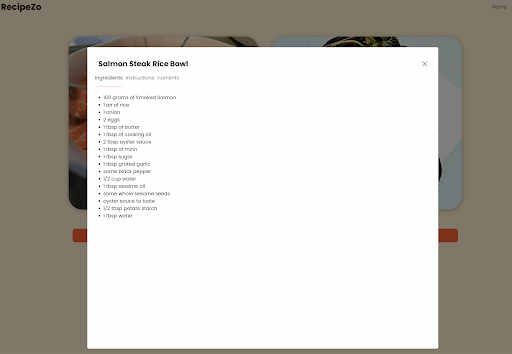 RecipeZo
Home
Salmon Steak Rice Bowl
Ingredients Instructions nutrients
160 grams of Smoked Salmon
1 air of rice
1 onion
2 eggs
1 tbsp of butter
1 tbsp of cooking oil
2 tbsp oyster sauce
1 tbsp of mirin
1 tbsp sugar
1 tbsp grated garlic
some black pepper
1/2 cup water
1 tbsp sesame oil
some whole sesame seeds
oyster sauce to taste
1/2 tbsp potato starch
1 tbsp water